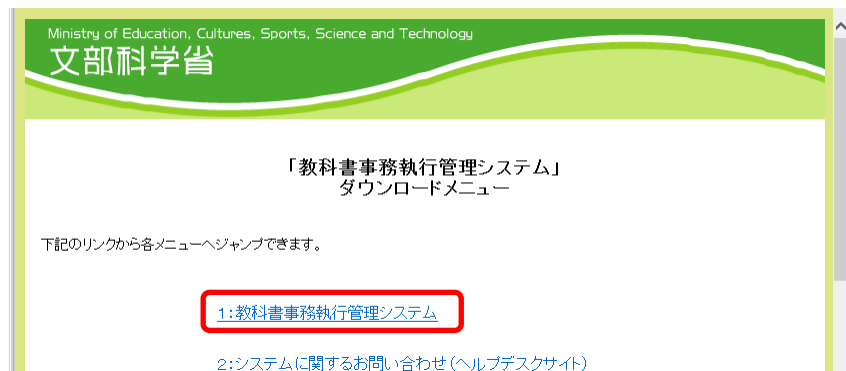 Ministry of Education, Cultures, Sports, Science and Technology
文部科学省
「教科書事務執行管理システム」
ダウンロードメニュー
下記のリンクから各メニューへジャンプできます。
1:教科書事務執行管理システム
2:システムに関するお問い合わせ(ヘルプデスクサイト)